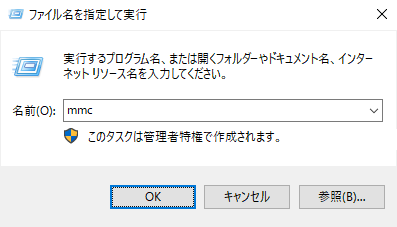 ファイル名を指定して実行
実行するプログラム名、または開くフォルダーやドキュメント名、インター
ネット リソース名を入力してください。
名前(O): mmc
このタスクは管理者特権で作成されます。
OK キャンセル 参照(B)...